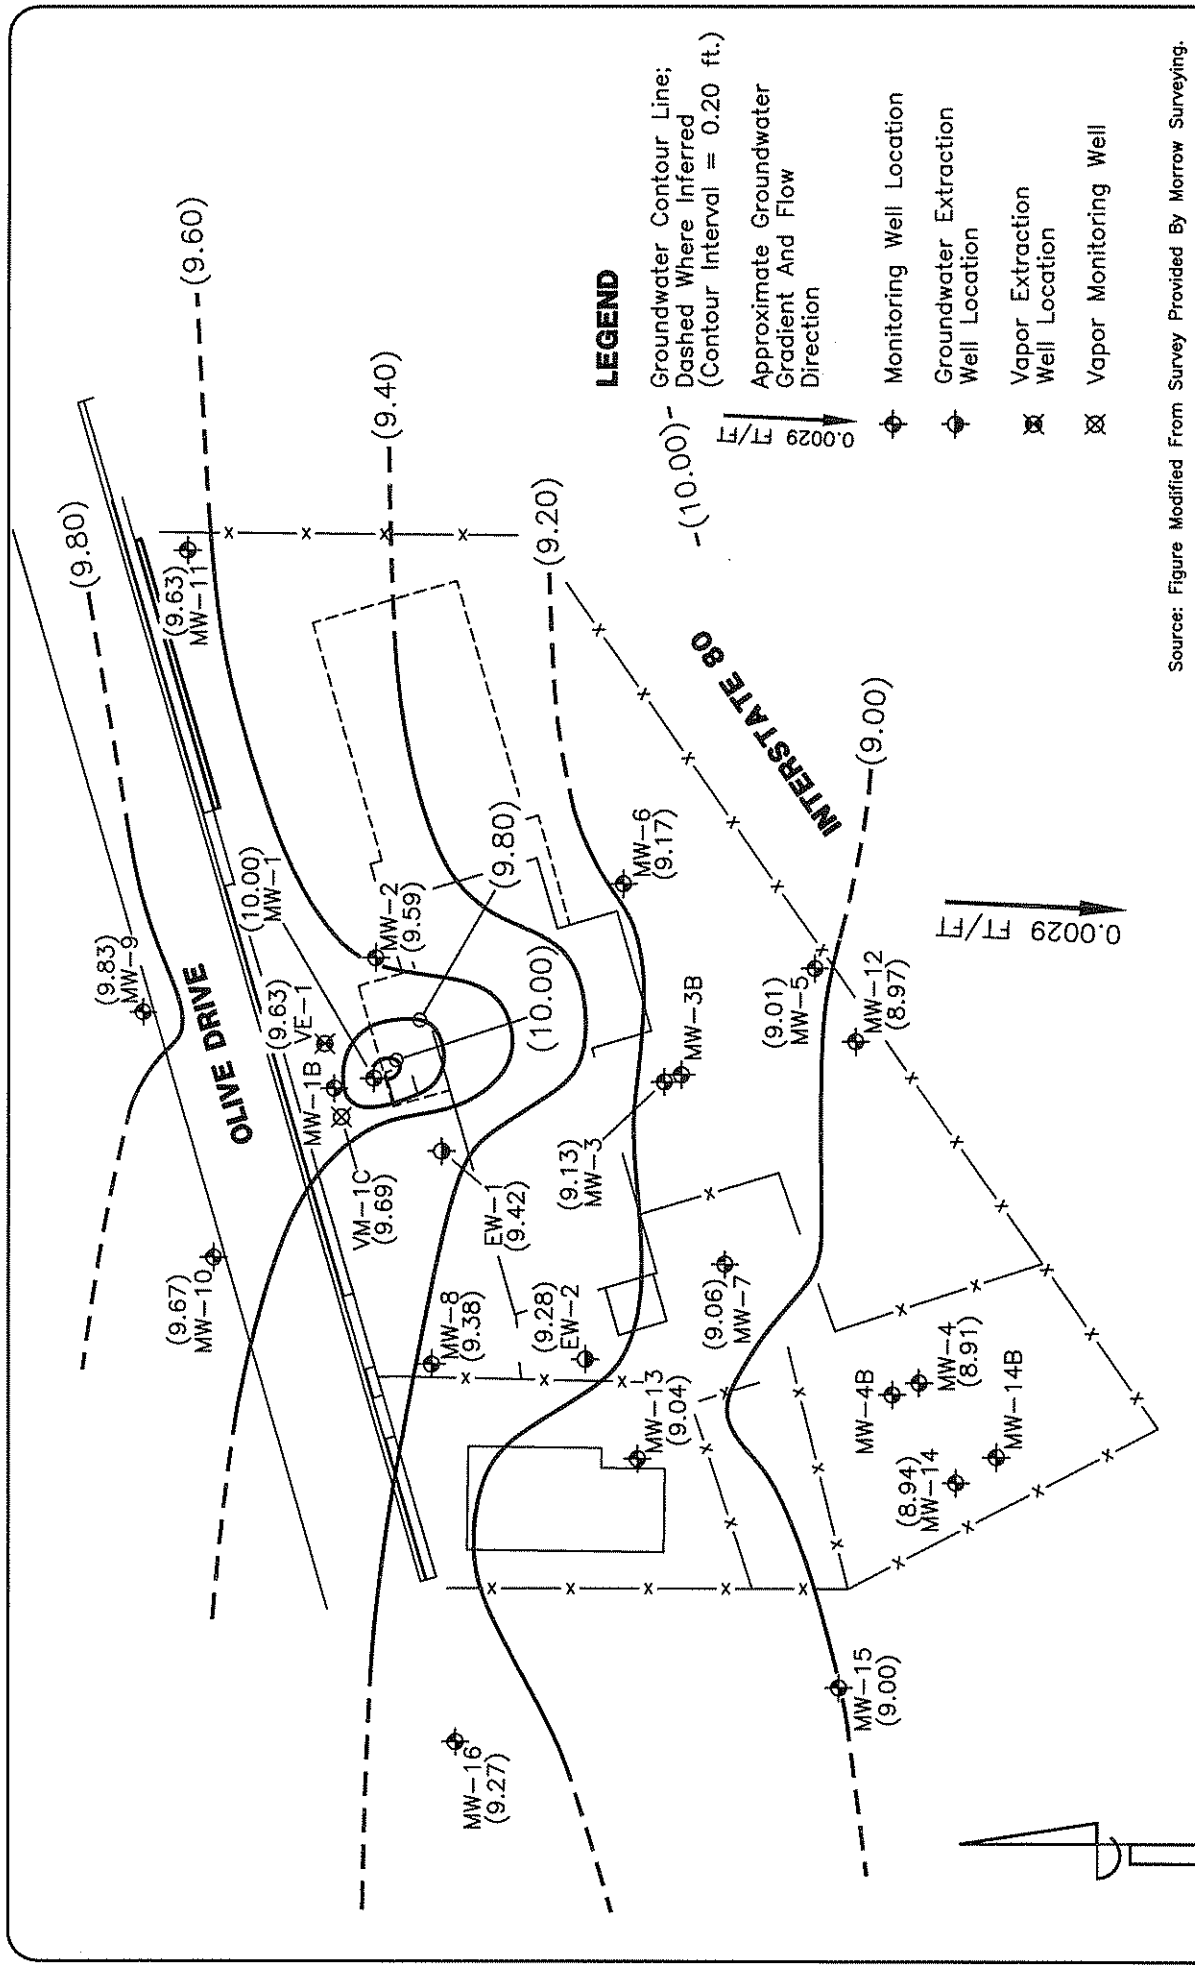 (9.80)
(9.60)
(9.40)
(9.20)
(9.00)
(9.83)
MW-9
(9.67)
MW-10
(9.63)
MW-11
OLIVE DRIVE
(10.00)
MW-1
(9.63)
VE-1
MW-1B
VM-1C
(9.69)
MW-2
(9.59)
(9.80)
(10.00)
EW-1
(9.42)
MW-8
(9.38)
(9.28)
EW-2
(9.13)
MW-3
MW-3B
MW-6
(9.17)
INTERSTATE 80
(9.01)
MW-5
MW-12
(8.97)
(9.06)
MW-7
MW-13
(9.04)
MW-4B
MW-4
(8.91)
(8.94)
MW-14
MW-14B
MW-15
(9.00)
MW-16
(9.27)
0.0029 FT/FT
LEGEND
-(10.00)-
Groundwater Contour Line;
Dashed Where Inferred
(Contour Interval = 0.20 ft.)
0.0029 FT/FT
Approximate Groundwater
Gradient And Flow
Direction
Monitoring Well Location
Groundwater Extraction
Well Location
Vapor Extraction
Well Location
Vapor Monitoring Well
Source: Figure Modified From Survey Provided By Morrow Surveying.